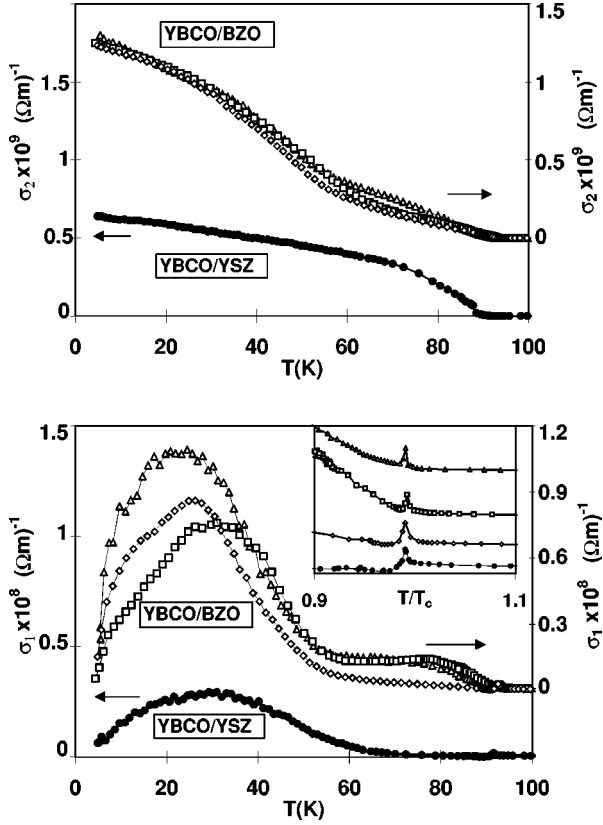 YBCO/BZO
YBCO/YSZ
σ₂ x10⁹ (Ωm)⁻¹
0 0.5 1 1.5
σ₂ x10⁹ (Ωm)⁻¹
0 0.5 1 1.5
0 20 40 60 80 100
T(K)
YBCO/BZO
YBCO/YSZ
σ₁ x10⁸ (Ωm)⁻¹
0 0.5 1 1.5
σ₁ x10⁸ (Ωm)⁻¹
0 0.3 0.6 0.9 1.2
0.9 T/Tc 1.1
0 20 40 60 80 100
T(K)